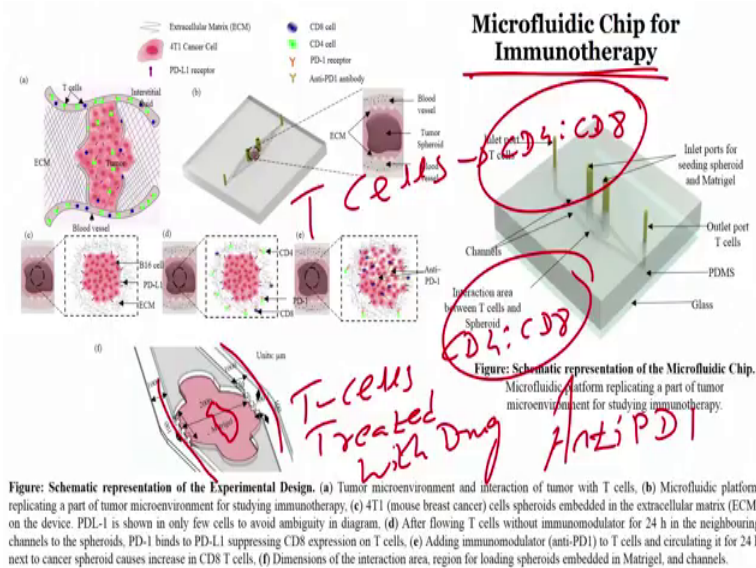 Microfluidic Chip for
Immunotherapy
Extracellular Matrix (ECM)
CD8 cell
4T1 Cancer Cell
CD4 cell
PD-1 receptor
PD-L1 receptor
Anti-PD1 antibody
(a)
T cells
Interstitial
fluid
ECM
Tumor
Blood vessel
(b)
ECM
Blood
vessel
Tumor
Spheroid
Blood
vessel
T cells → CD4 : CD8
Inlet port
T cells
Inlet ports for
seeding spheroid
and Matrigel
Outlet port
T cells
Channels
PDMS
Glass
Interaction area
between T cells and
Spheroid
CD4 : CD8
(c)
B16 cell
PD-L1
ECM
(d)
CD4
PD-1
CD8
(e)
Anti-
PD-1
(f)
Units: μm
Matrigel
T-cells
Treated
with Drug
Anti PD1
Figure: Schematic representation of the Microfluidic Chip.
Microfluidic platform replicating a part of tumor
microenvironment for studying immunotherapy.
Figure: Schematic representation of the Experimental Design. (a) Tumor microenvironment and interaction of tumor with T cells, (b) Microfluidic platform
replicating a part of tumor microenvironment for studying immunotherapy, (c) 4T1 (mouse breast cancer) cells spheroids embedded in the extracellular matrix (ECM)
on the device. PDL-1 is shown in only few cells to avoid ambiguity in diagram, (d) After flowing T cells without immunomodulator for 24 h in the neighbouring
channels to the spheroids, PD-1 binds to PD-L1 suppressing CD8 expression on T cells, (e) Adding immunomodulator (anti-PD1) to T cells and circulating it for 24 h
next to cancer spheroid causes increase in CD8 T cells, (f) Dimensions of the interaction area, region for loading spheroids embedded in Matrigel, and channels.